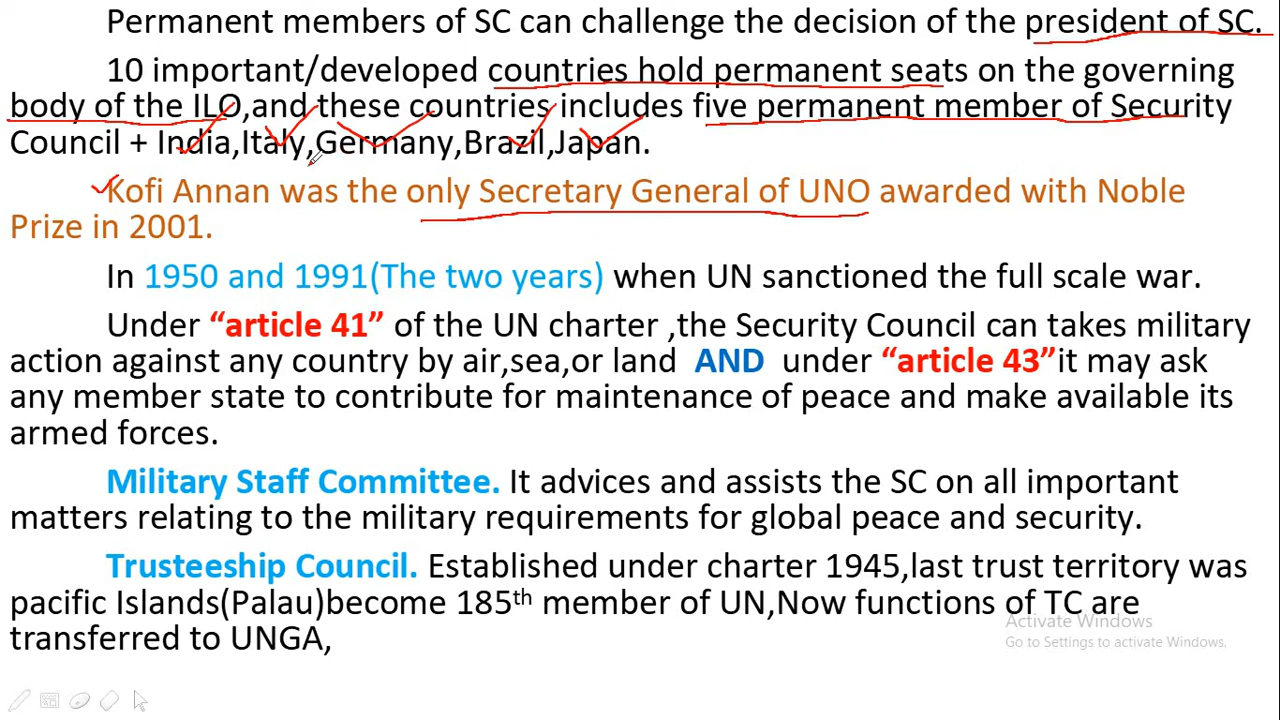 Permanent members of SC can challenge the decision of the president of SC.
10 important/developed countries hold permanent seats on the governing
body of the ILO,and these countries includes five permanent member of Security
Council + India,Italy,Germany,Brazil,Japan.
Kofi Annan was the only Secretary General of UNO awarded with Noble
Prize in 2001.
In 1950 and 1991(The two years) when UN sanctioned the full scale war.
Under “article 41” of the UN charter ,the Security Council can takes military
action against any country by air,sea,or land AND under “article 43”it may ask
any member state to contribute for maintenance of peace and make available its
armed forces.
Military Staff Committee. It advices and assists the SC on all important
matters relating to the military requirements for global peace and security.
Trusteeship Council. Established under charter 1945,last trust territory was
pacific Islands(Palau)become 185th member of UN,Now functions of TC are
transferred to UNGA,
Activate Windows
Go to Settings to activate Windows.